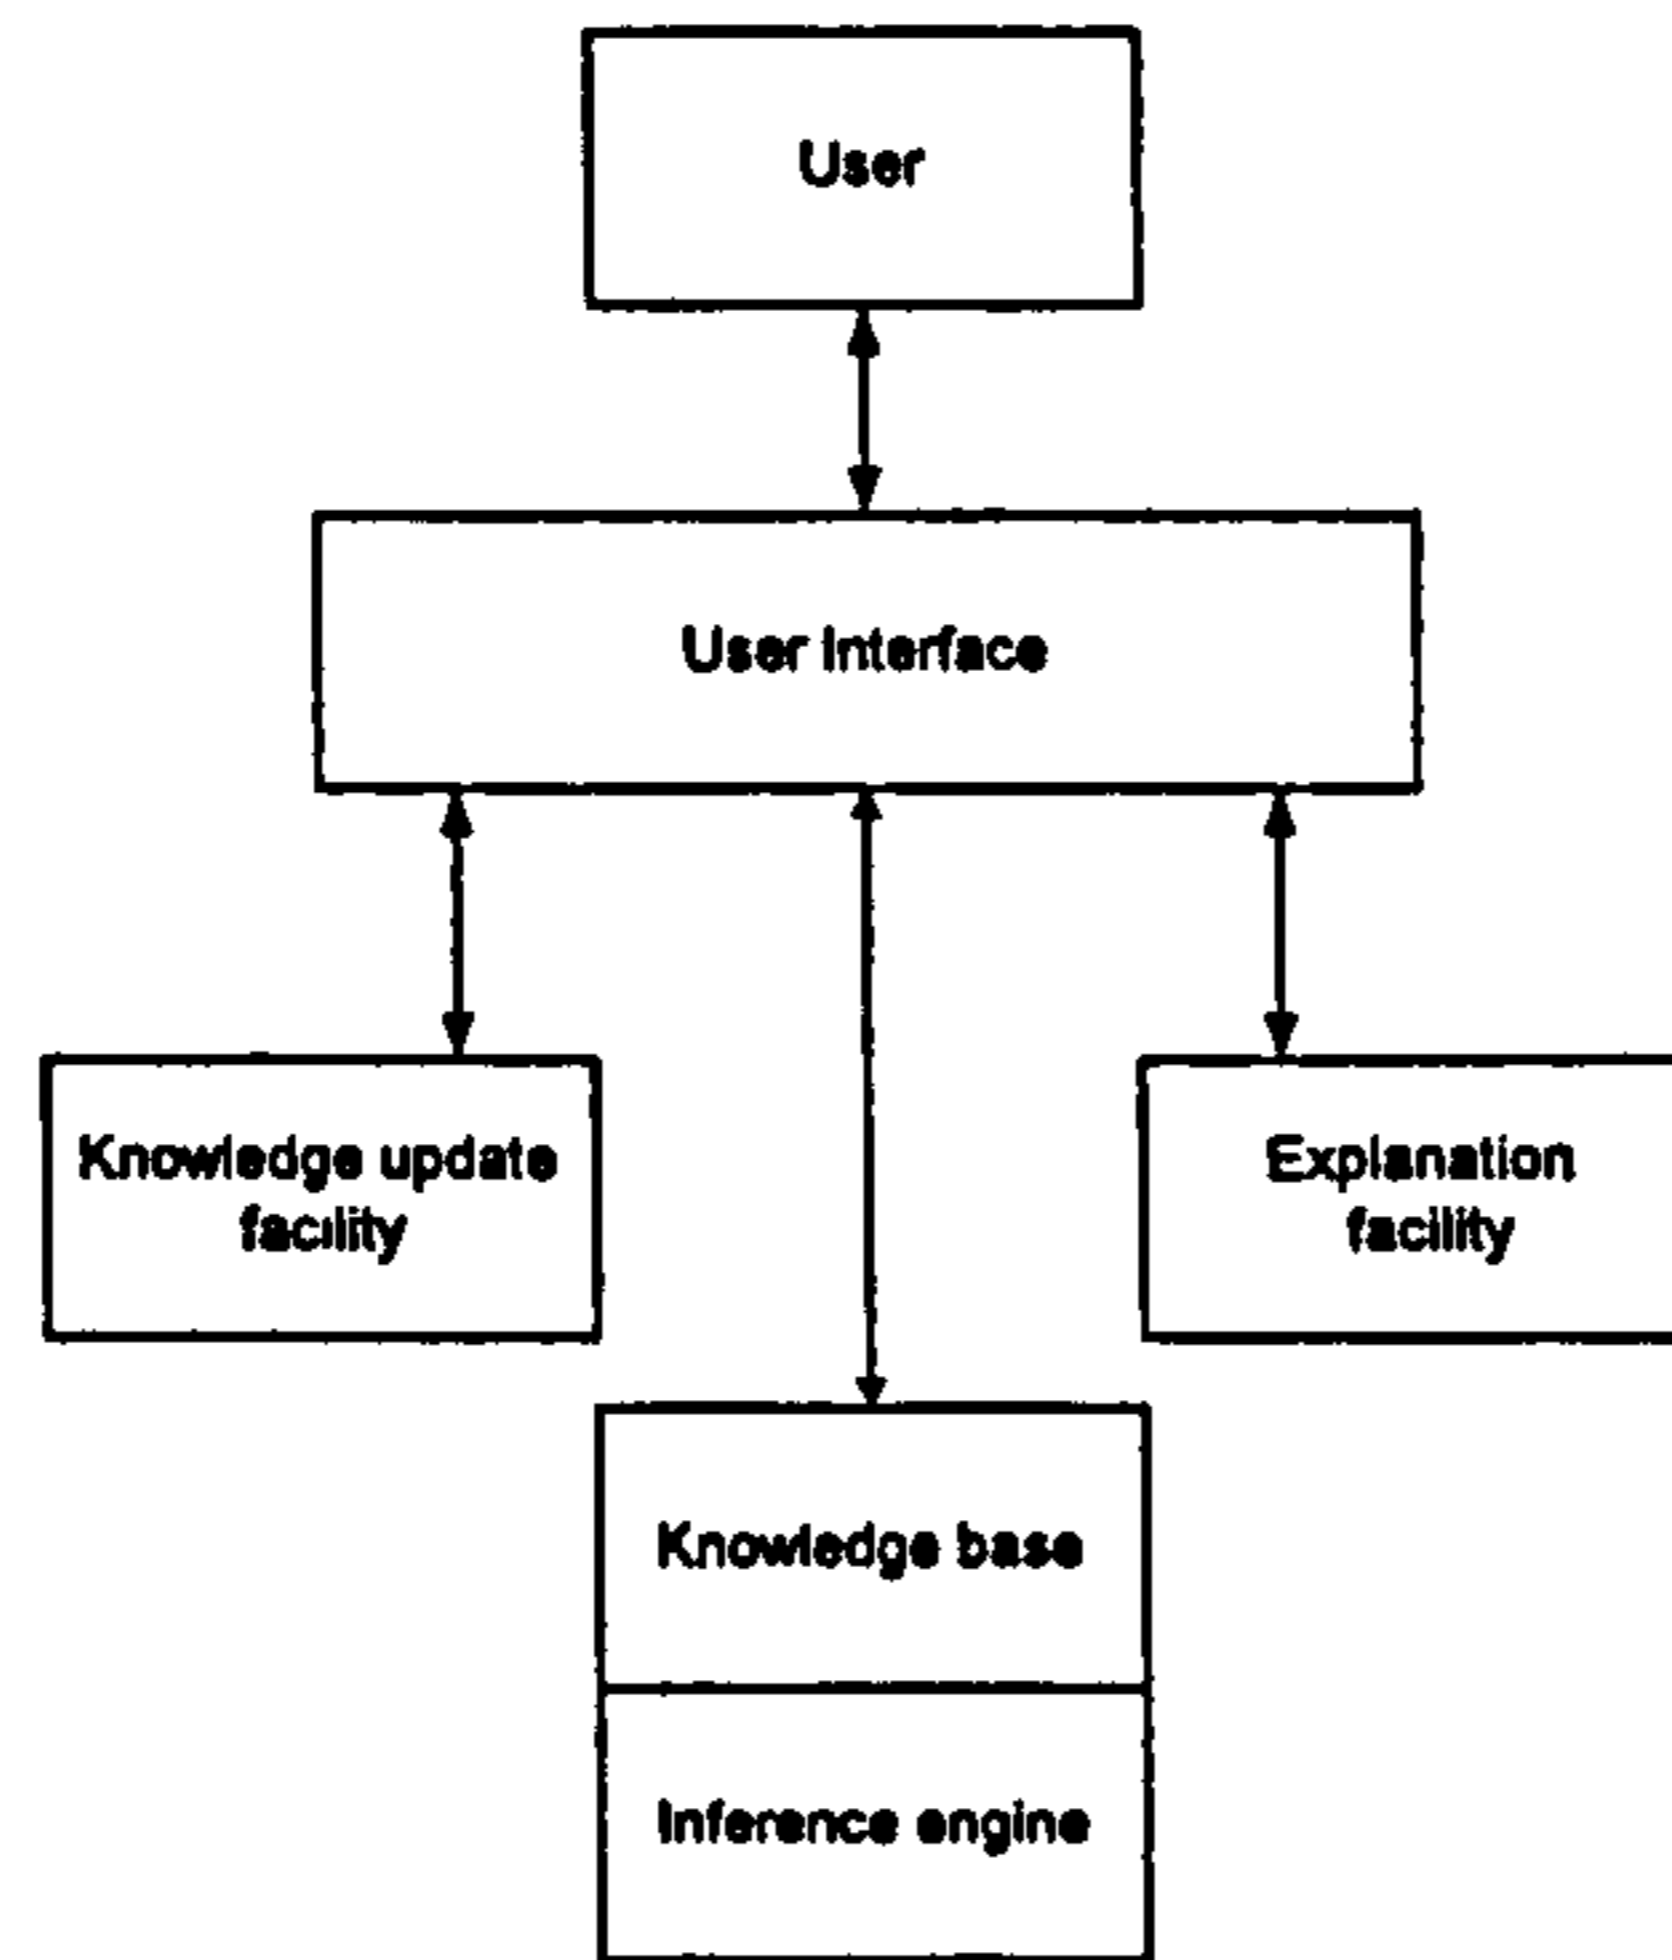 User
User Interface
Knowledge update
facility
Explanation
facility
Knowledge base
Inference engine